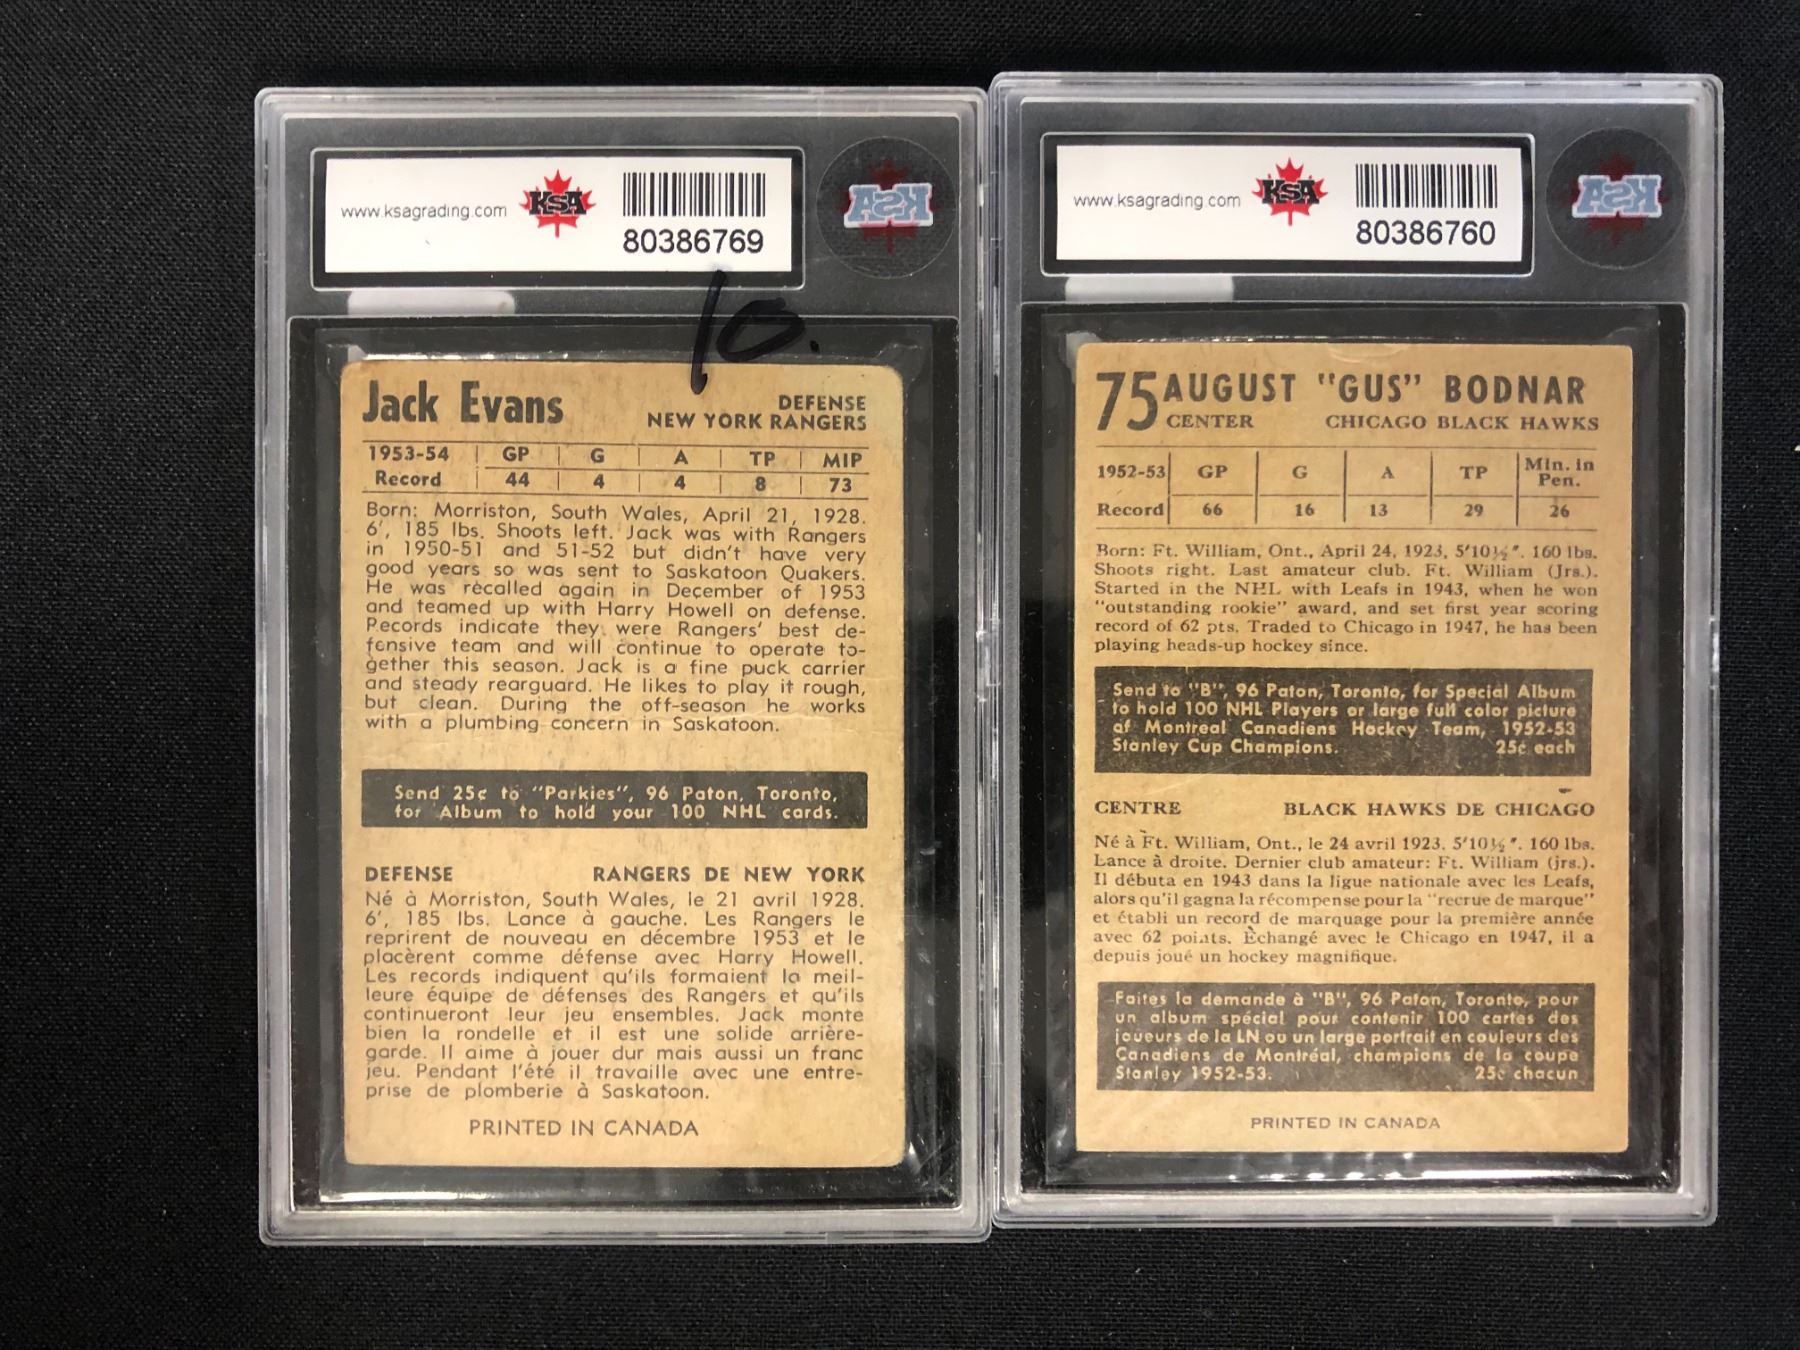 www.ksagrading.com KSA
80386769
KSA
10.
Jack Evans
DEFENSE
NEW YORK RANGERS
1953-54 GP G A TP MIP
Record 44 4 4 8 73
Born: Morriston, South Wales, April 21, 1928.
6', 185 lbs. Shoots left. Jack was with Rangers
in 1950-51 and 51-52 but didn't have very
good years so was sent to Saskatoon Quakers.
He was recalled again in December of 1953
and teamed up with Harry Howell on defense.
Records indicate they were Rangers' best de-
fensive team and will continue to operate to-
gether this season. Jack is a fine puck carrier
and steady rearguard. He likes to play it rough,
but clean. During the off-season he works
with a plumbing concern in Saskatoon.
Send 25¢ to "Parkies", 96 Paton, Toronto,
for Album to hold your 100 NHL cards.
DEFENSE RANGERS DE NEW YORK
Né à Morriston, South Wales, le 21 avril 1928.
6', 185 lbs. Lance à gauche. Les Rangers le
reprirent de nouveau en décembre 1953 et le
placèrent comme défense avec Harry Howell.
Les records indiquent qu'ils formaient la meil-
leure équipe de défenses des Rangers et qu'ils
continueront leur jeu ensembles. Jack monte
bien la rondelle et il est une solide arrière-
garde. Il aime à jouer dur mais aussi un franc
jeu. Pendant l'été il travaille avec une entre-
prise de plomberie à Saskatoon.
PRINTED IN CANADA
www.ksagrading.com KSA
80386760
KSA
75 AUGUST "GUS" BODNAR
CENTER CHICAGO BLACK HAWKS
1952-53 GP G A TP Min. in Pen.
Record 66 16 13 29 26
Born: Ft. William, Ont., April 24, 1923, 5'10½". 160 lbs.
Shoots right. Last amateur club. Ft. William (Jrs.).
Started in the NHL with Leafs in 1943, when he won
"outstanding rookie" award, and set first year scoring
record of 62 pts. Traded to Chicago in 1947, he has been
playing heads-up hockey since.
Send to "B", 96 Paton, Toronto, for Special Album
to hold 100 NHL Players or large full color picture
of Montreal Canadiens Hockey Team, 1952-53
Stanley Cup Champions. 25¢ each
CENTRE BLACK HAWKS DE CHICAGO
Né à Ft. William, Ont., le 24 avril 1923. 5'10½". 160 lbs.
Lance à droite. Dernier club amateur: Ft. William (jrs.).
Il débuta en 1943 dans la ligue nationale avec les Leafs,
alors qu'il gagna la récompense pour la "recrue de marque"
et établi un record de marquage pour la première année
avec 62 points. Èchangé avec le Chicago en 1947, il a
depuis joué un hockey magnifique.
Faites la demande à "B", 96 Paton, Toronto, pour
un album spécial pour contenir 100 cartes des
joueurs de la LN ou un large portrait en couleurs des
Canadiens de Montréal, champions de la coupe
Stanley 1952-53. 25¢ chacun
PRINTED IN CANADA